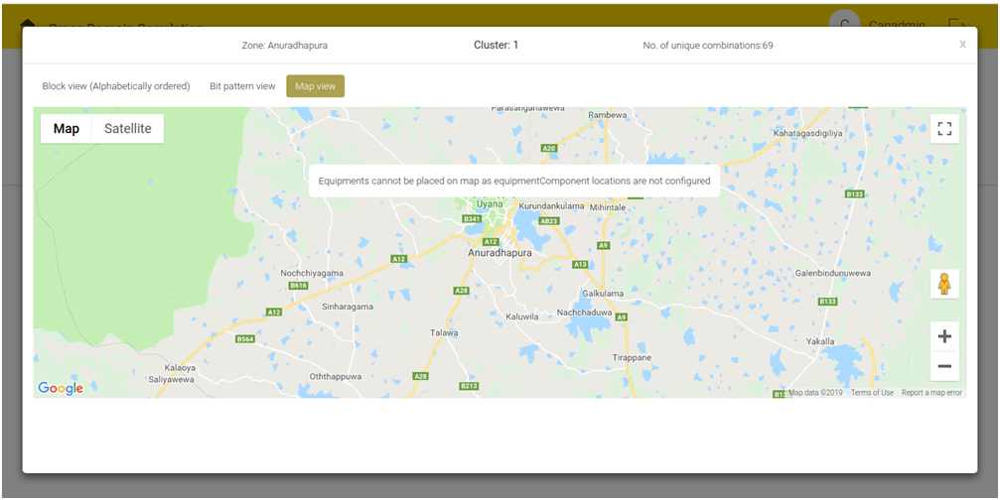 Cross Domain Correlation
C
Canadmin
Zone: Anuradhapura
Cluster: 1
No. of unique combinations:69
x
Block view (Alphabetically ordered)
Bit pattern view
Map view
Map
Satellite
Parasangahawewa
Rambewa
Kahatagasdigiliya
A20
Equipments cannot be placed on map as equipmentComponent locations are not configured
B133
Uyana
Kurundankulama
Mihintale
B341
AB23
A12
A9
Anuradhapura
A12
A13
Nochchiyagama
Galenbindunuwewa
B616
A28
Galkulama
B133
Sinharagama
A12
Kaluwila
Nachchaduwa
A9
Talawa
B564
Yakalla
Tirappane
Kalaoya
Saliyawewa
Oththappuwa
A28
B213
Google
Map data ©2019
Terms of Use
Report a map error